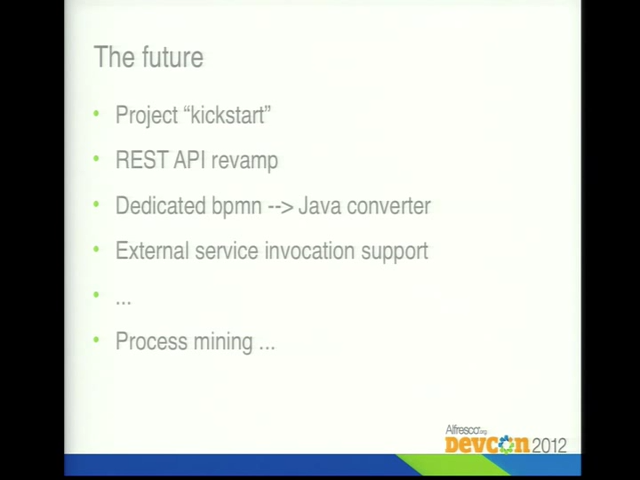 The future
• Project “kickstart”
• REST API revamp
• Dedicated bpmn --> Java converter
• External service invocation support
• ...
• Process mining ...
Alfresco.org
DevCon 2012